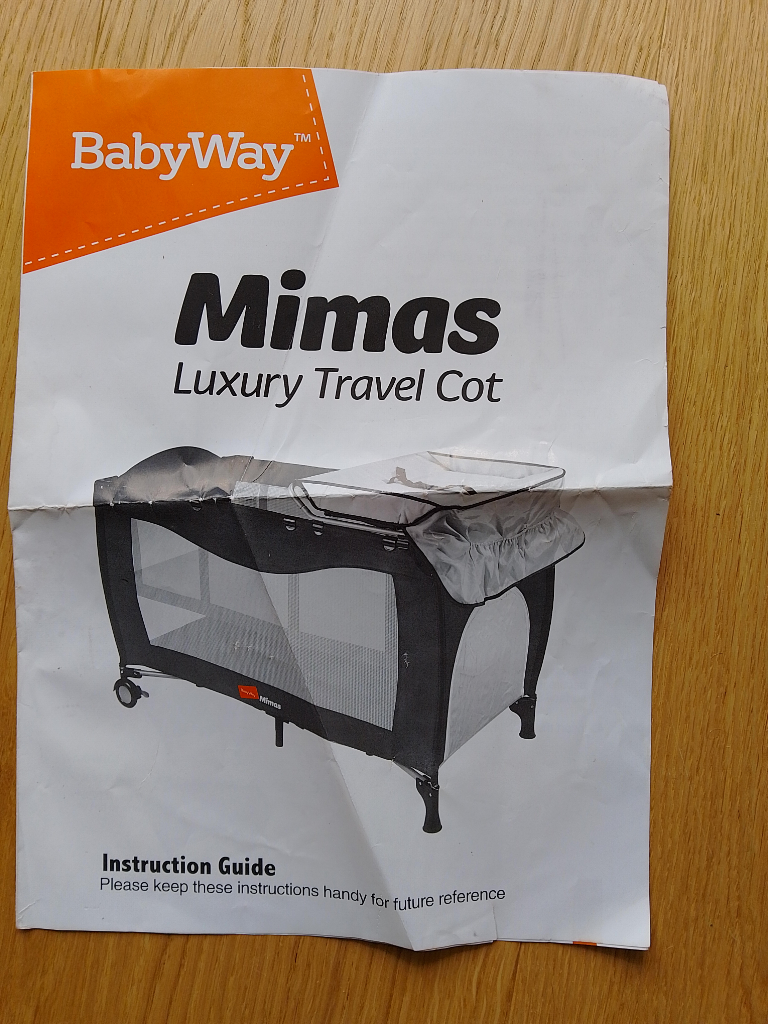 BabyWay™
Mimas
Luxury Travel Cot
Mimas
Instruction Guide
Please keep these instructions handy for future reference